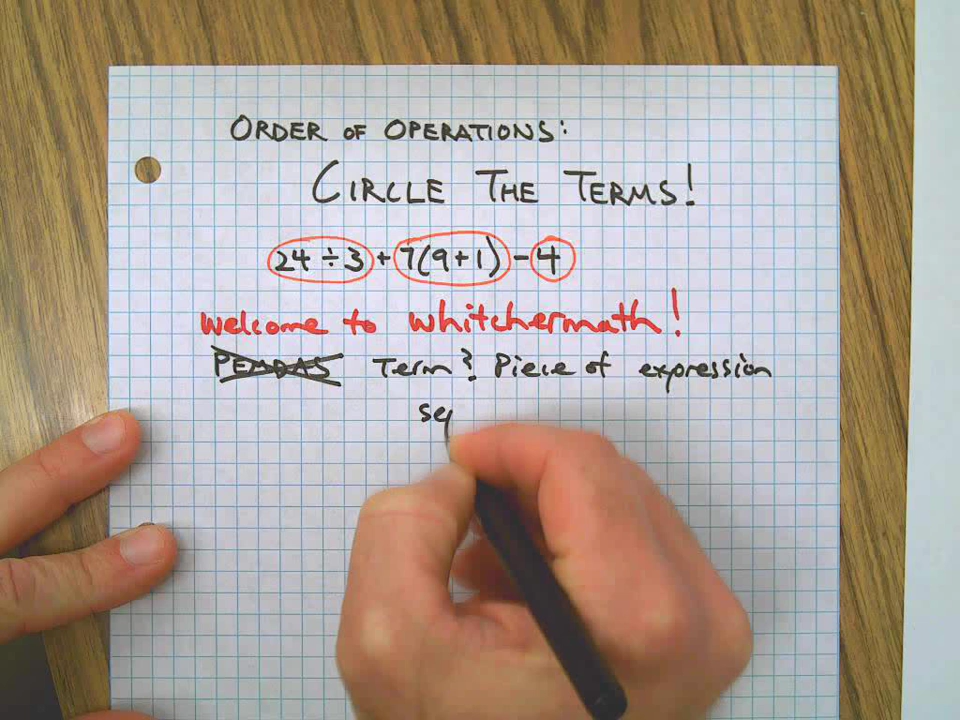 ORDER OF OPERATIONS:
CIRCLE THE TERMS!
24 ÷ 3 + 7(9+1) - 4
welcome to whitchermath!
PEMDAS Term? Piece of expression
sep